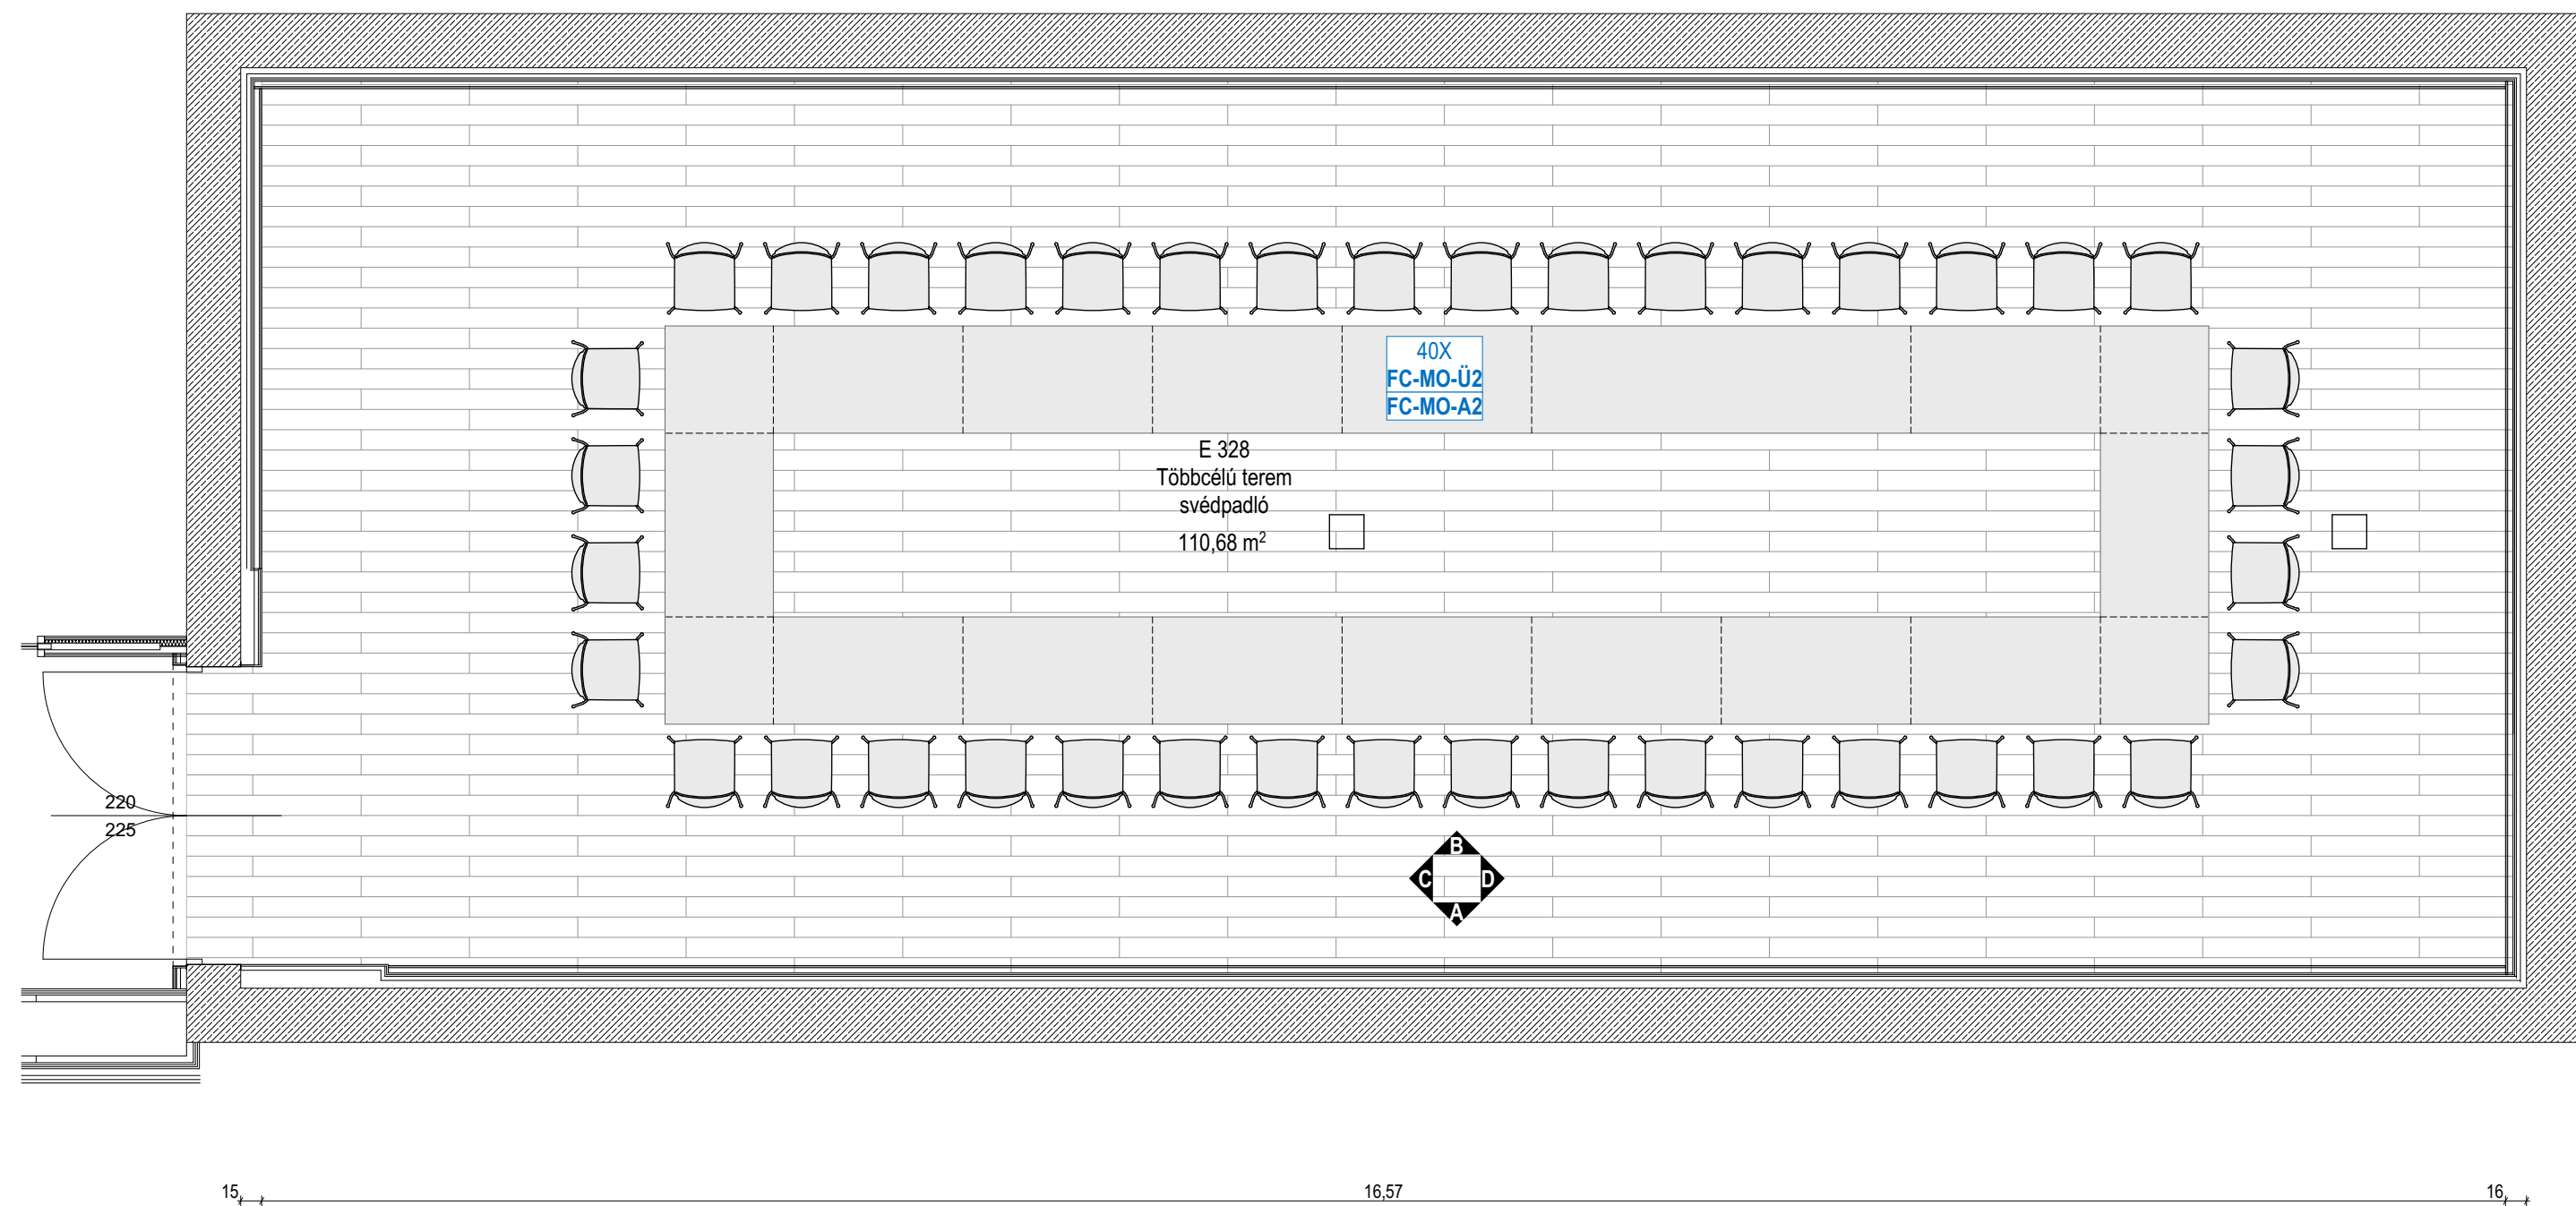 40X
FC-MO-Ü2
FC-MO-A2
E 328
Többcélú terem
svédpadló
110,68 m²
220
225
B
C D
A
15 16,57 16